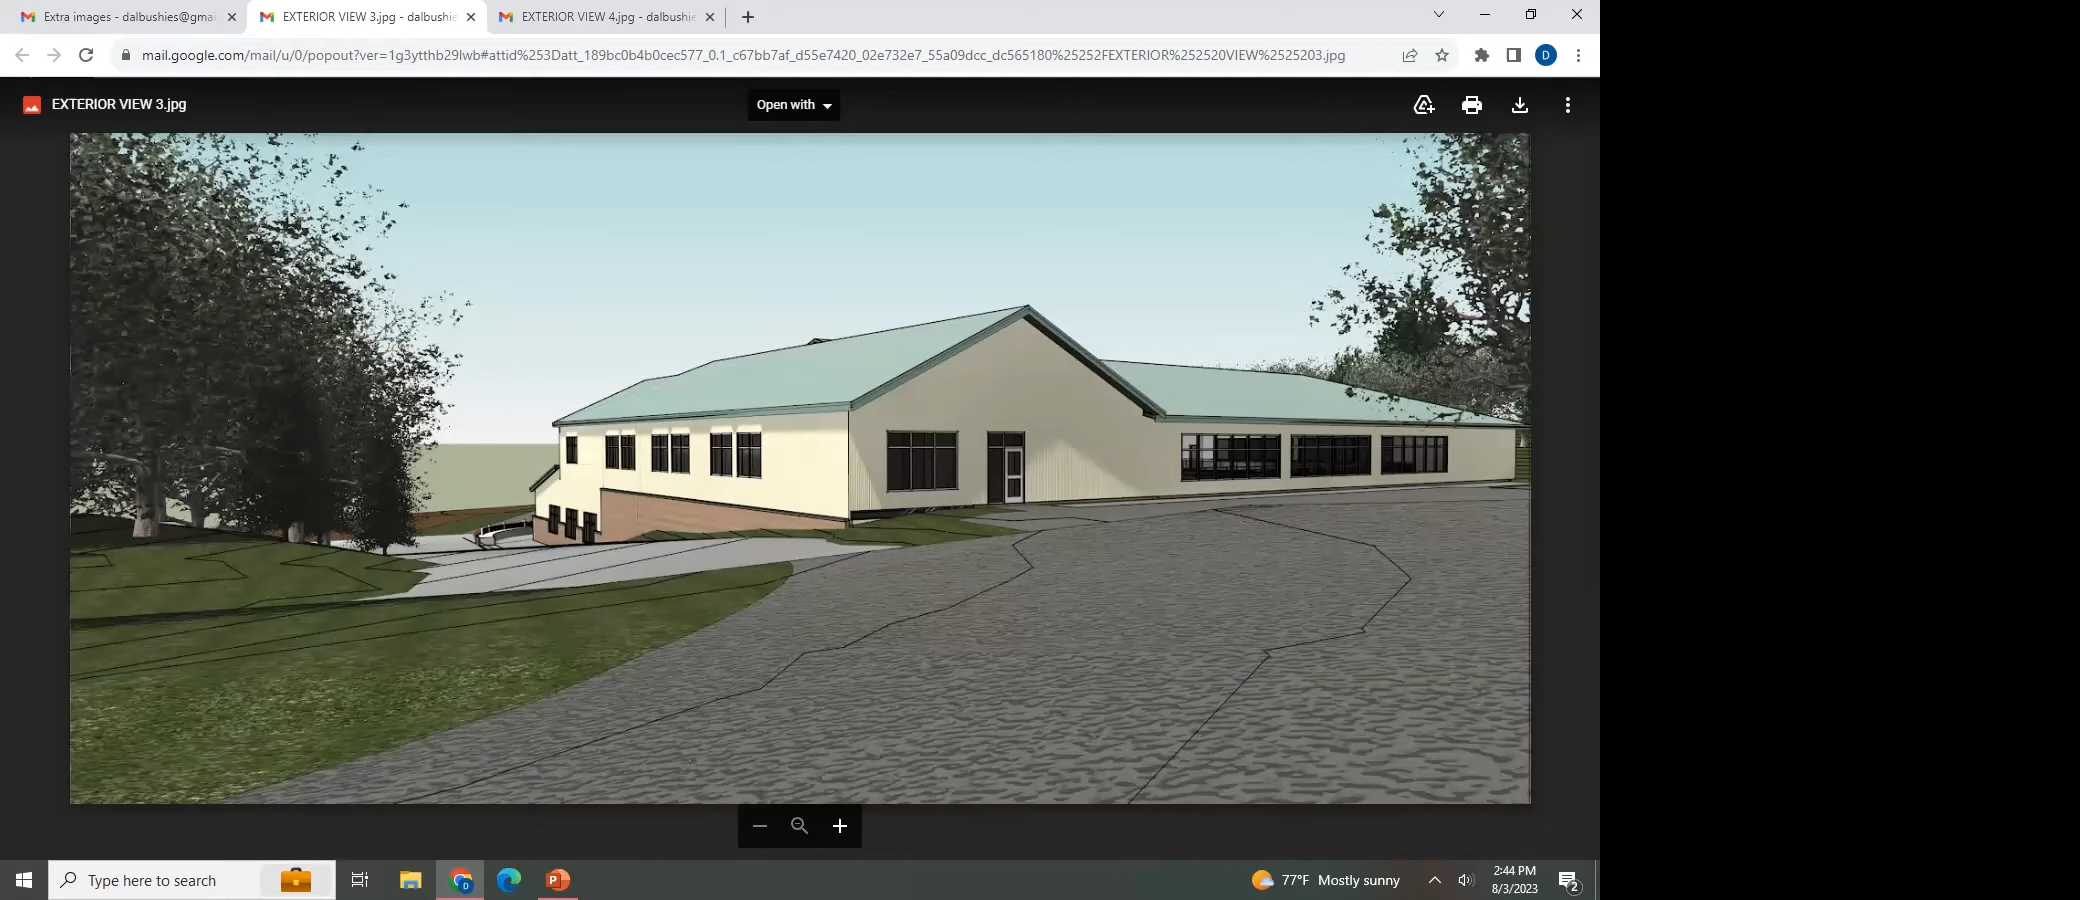 Extra images - dalbushies@gmai
EXTERIOR VIEW 3.jpg - dalbushie
EXTERIOR VIEW 4.jpg - dalbushie
mail.google.com/mail/u/0/popout?ver=1g3ytthb29lwb#attid%253Datt_189bc0b4b0cec577_0.1_c67bb7af_d55e7420_02e732e7_55a09dcc_dc565180%25252FEXTERIOR%252520VIEW%2525203.jpg
D
EXTERIOR VIEW 3.jpg
Open with
Type here to search
D
P
77°F Mostly sunny
2:44 PM
8/3/2023
2